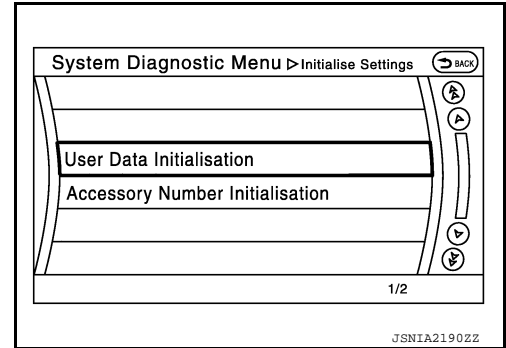 System Diagnostic Menu ▷ Initialise Settings BACK
User Data Initialisation
Accessory Number Initialisation
1/2
JSNIA2190ZZ